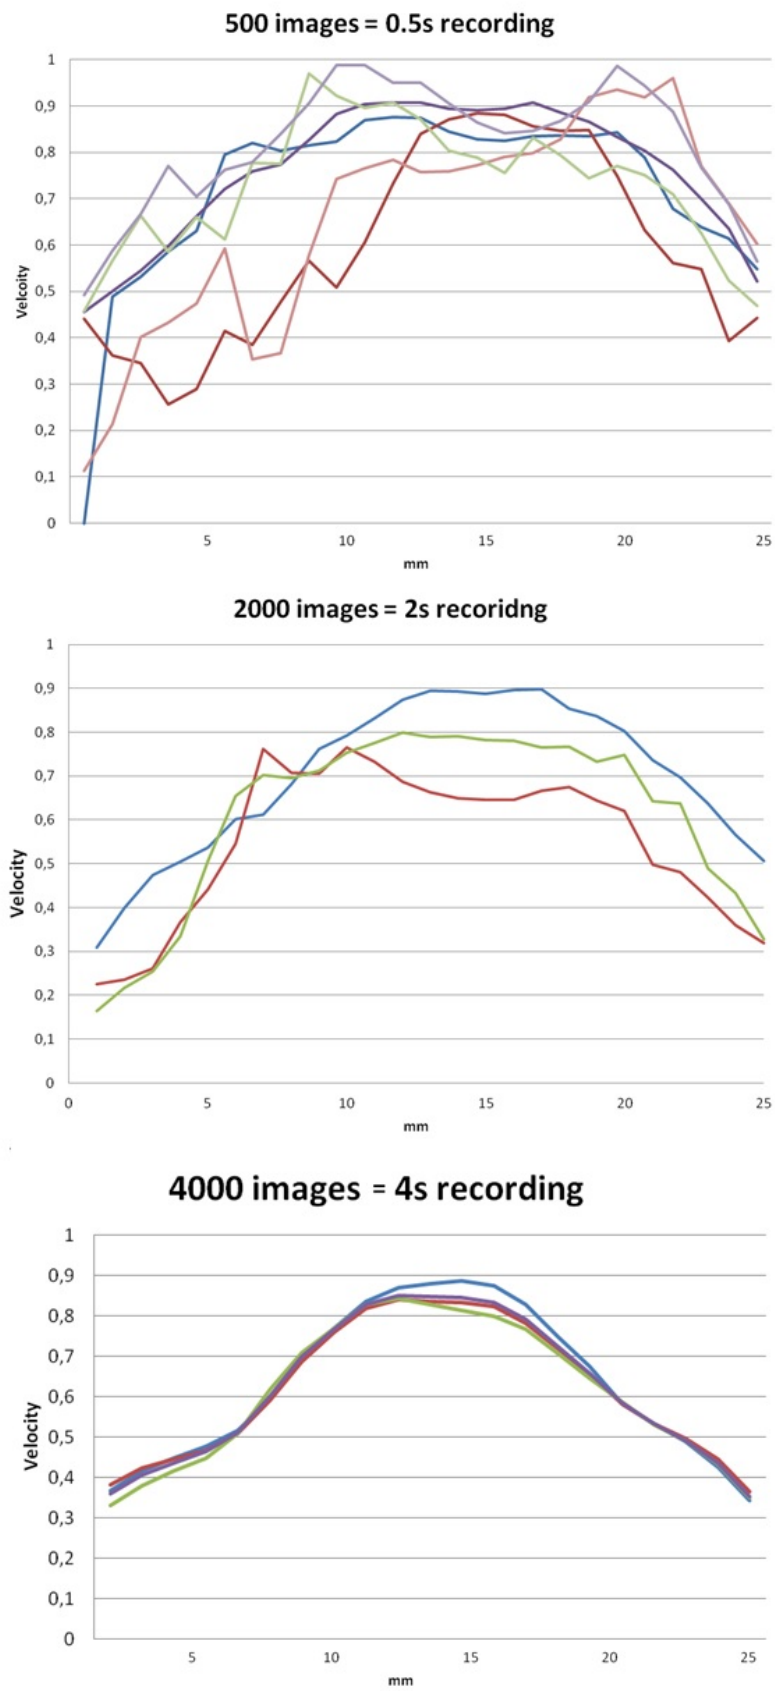 500 images = 0.5s recording
1
0,9
0,8
0,7
0,6
0,5
0,4
0,3
0,2
0,1
0
Velcoity
5 10 15 20 25
mm
2000 images = 2s recoridng
1
0,9
0,8
0,7
0,6
0,5
0,4
0,3
0,2
0,1
0
Velocity
0 5 10 15 20 25
mm
4000 images = 4s recording
1
0,9
0,8
0,7
0,6
0,5
0,4
0,3
0,2
0,1
0
Velocity
5 10 15 20 25
mm